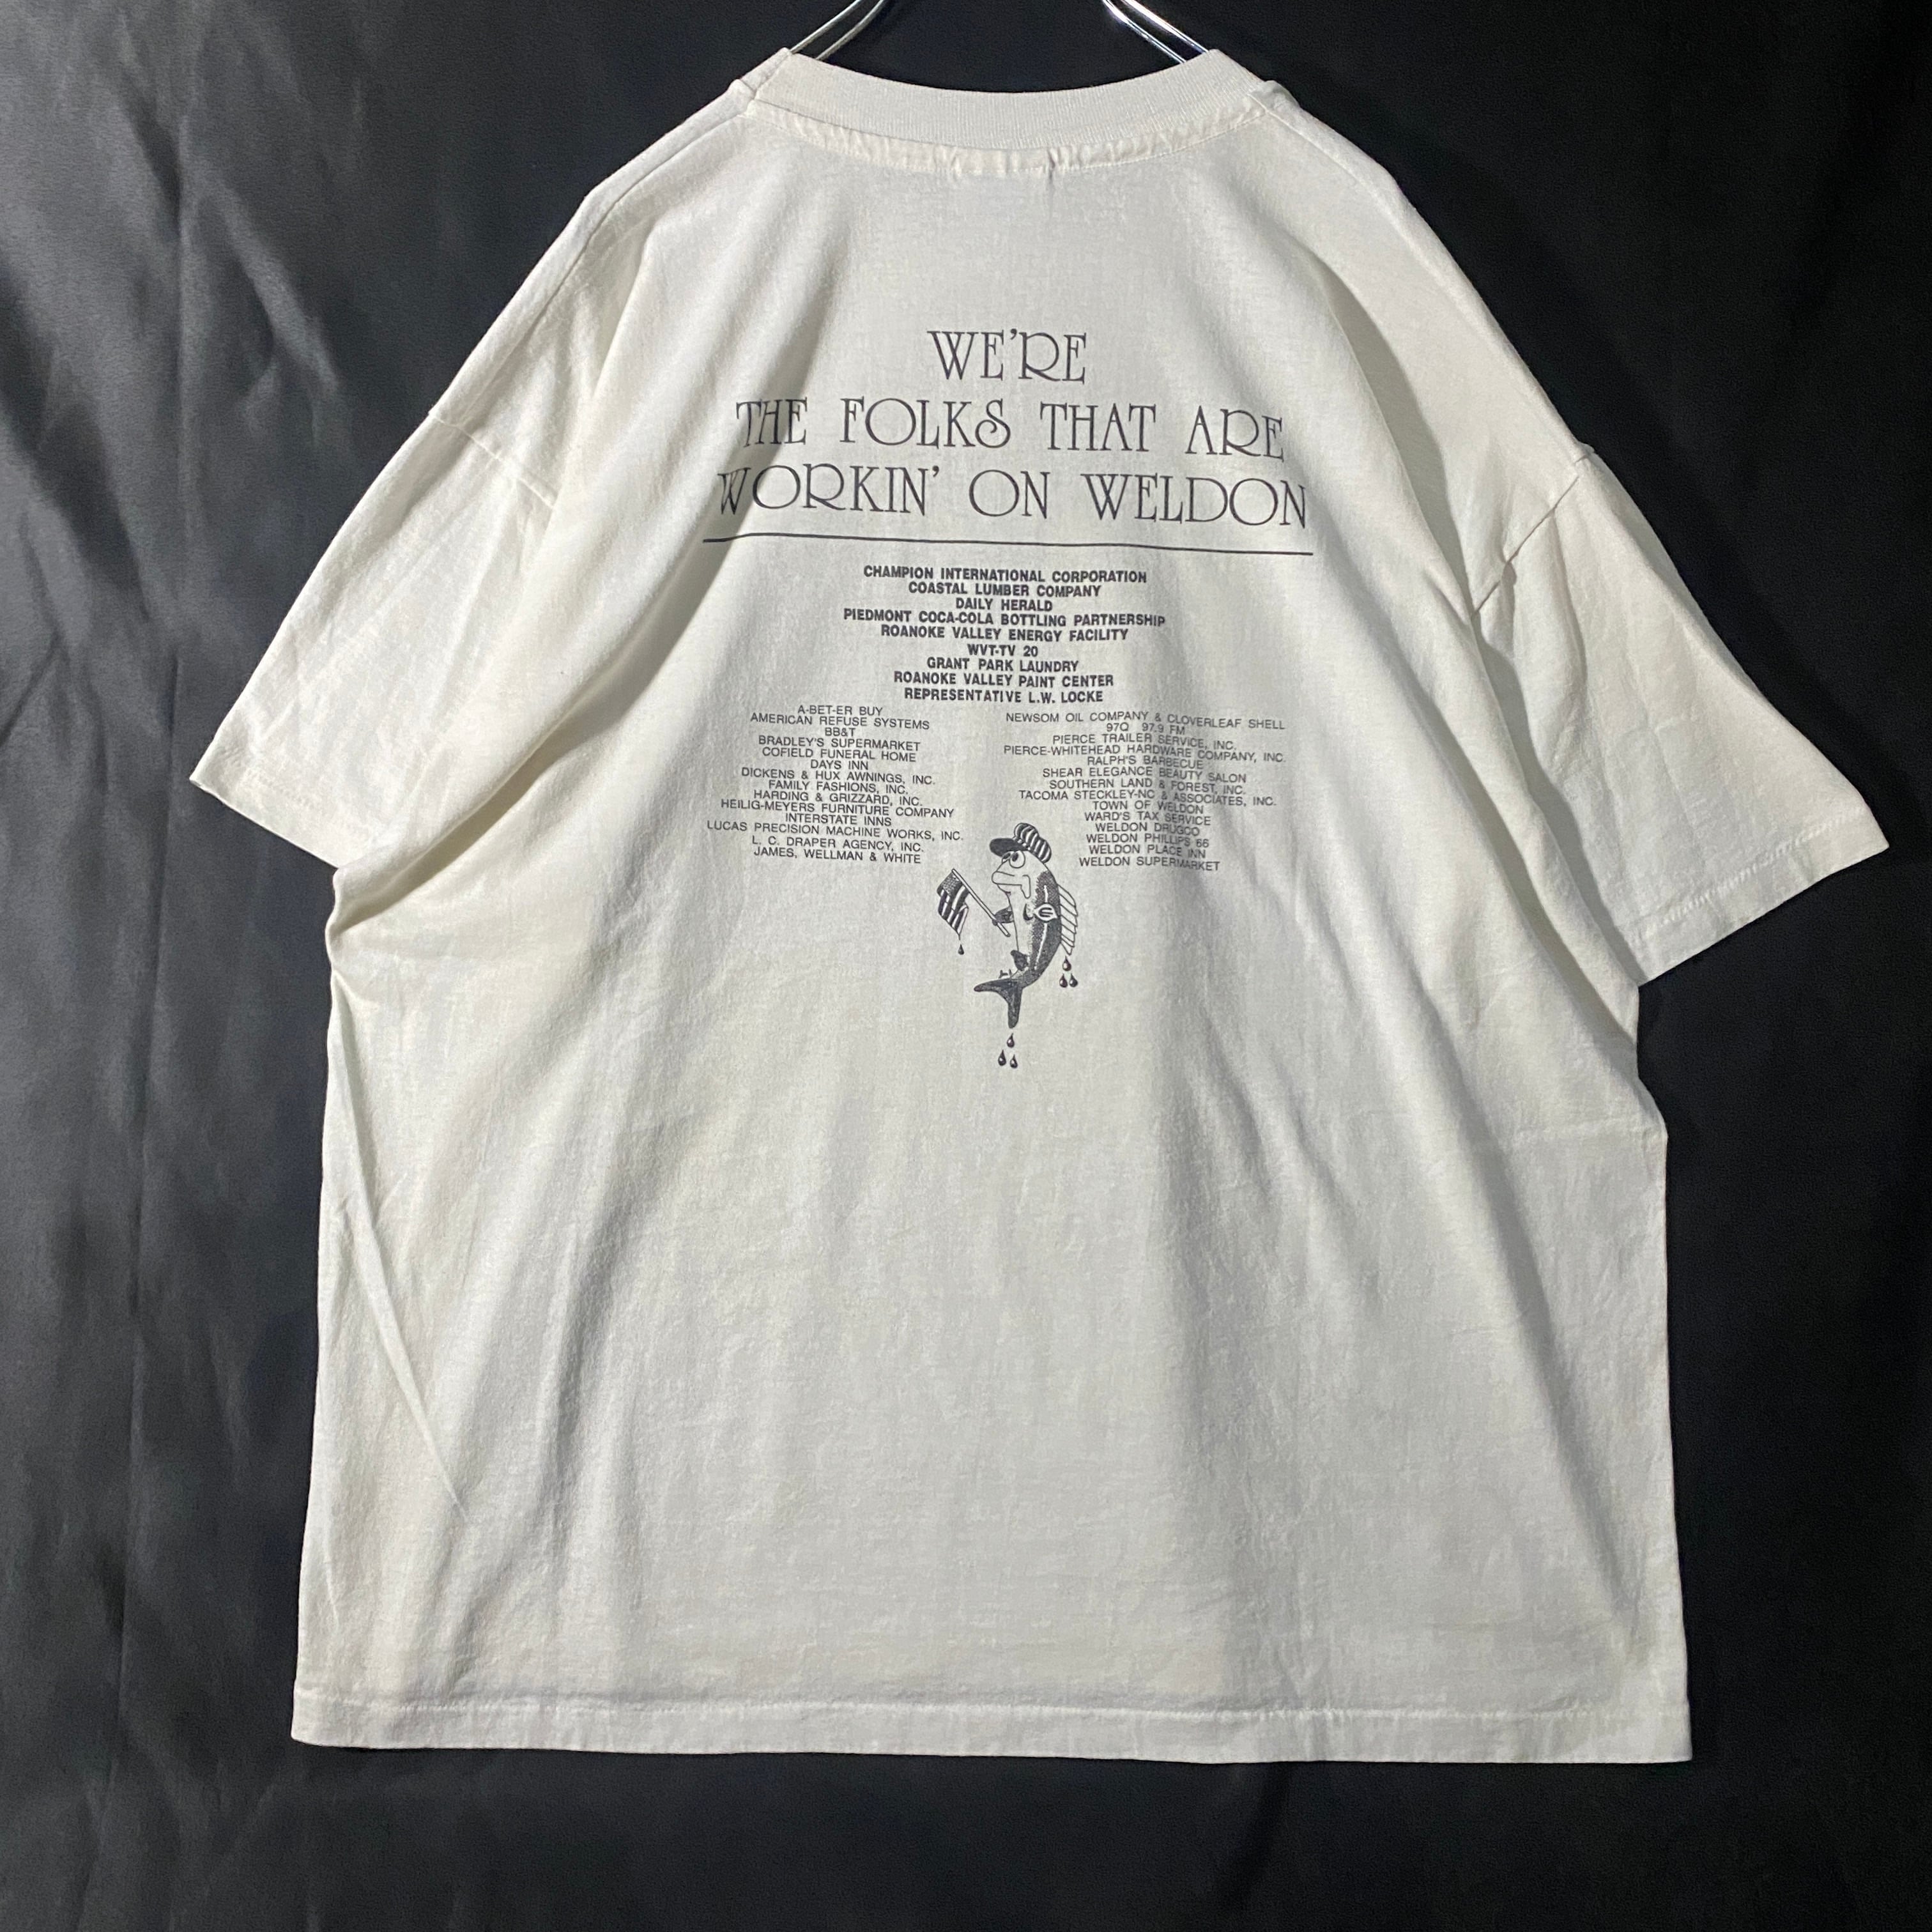 WE'RE
THE FOLKS THAT ARE
WORKIN' ON WELDON
CHAMPION INTERNATIONAL CORPORATION
COASTAL LUMBER COMPANY
DAILY HERALD
PIEDMONT COCA-COLA BOTTLING PARTNERSHIP
ROANOKE VALLEY ENERGY FACILITY
WVT-TV 20
GRANT PARK LAUNDRY
ROANOKE VALLEY PAINT CENTER
REPRESENTATIVE L.W. LOCKE
A-BET-ER BUY
AMERICAN REFUSE SYSTEMS
BB&T
BRADLEY'S SUPERMARKET
COFIELD FUNERAL HOME
DAYS INN
DICKENS & HUX AWNINGS, INC.
FAMILY FASHIONS, INC.
HARDING & GRIZZARD, INC.
HEILIG-MEYERS FURNITURE COMPANY
INTERSTATE INNS
LUCAS PRECISION MACHINE WORKS, INC.
L. C. DRAPER AGENCY, INC.
JAMES, WELLMAN & WHITE
NEWSOM OIL COMPANY & CLOVERLEAF SHELL
97Q 97.9 FM
PIERCE TRAILER SERVICE, INC.
PIERCE-WHITEHEAD HARDWARE COMPANY, INC.
RALPH'S BARBECUE
SHEAR ELEGANCE BEAUTY SALON
SOUTHERN LAND & FOREST, INC.
TACOMA STECKLEY-NC & ASSOCIATES, INC.
TOWN OF WELDON
WARD'S TAX SERVICE
WELDON DRUGCO
WELDON PHILLIPS 66
WELDON PLACE INN
WELDON SUPERMARKET